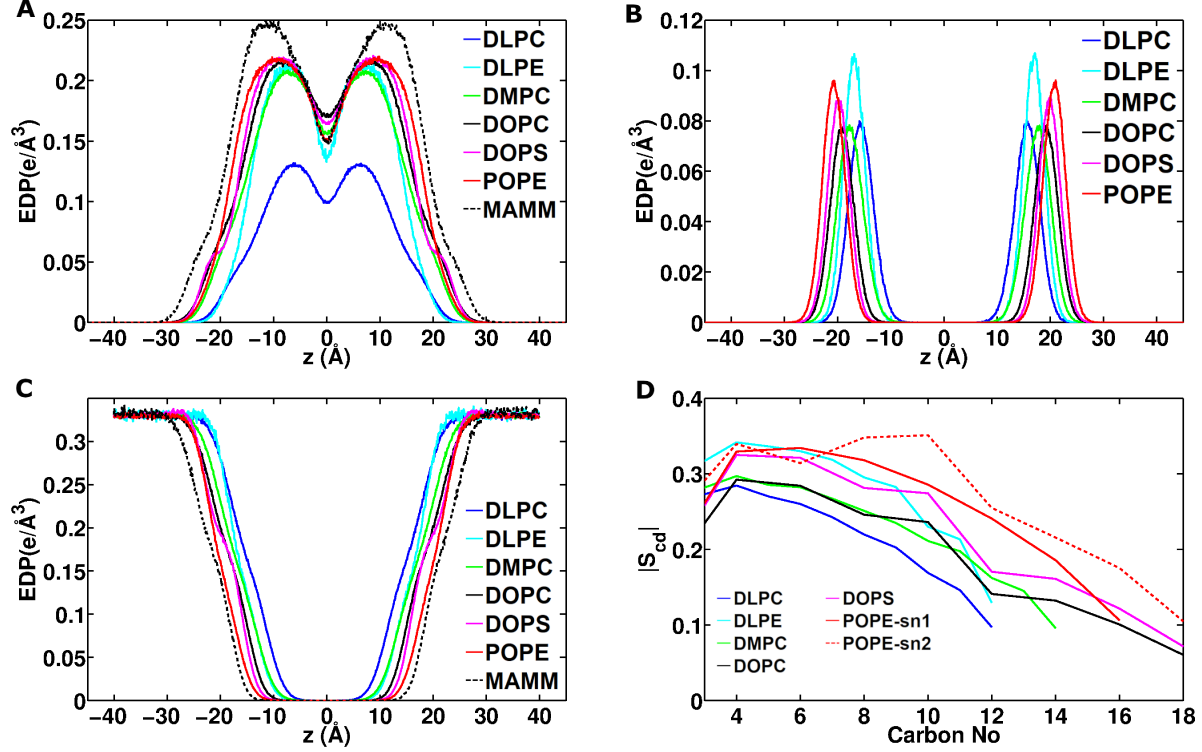 A
EDP(e/Å³)
0.25
0.2
0.15
0.1
0.05
0
DLPC
DLPE
DMPC
DOPC
DOPS
POPE
MAMM
−40 −30 −20 −10 0 10 20 30 40
z (Å)
B
EDP(e/Å³)
0.12
0.1
0.08
0.06
0.04
0.02
0
DLPC
DLPE
DMPC
DOPC
DOPS
POPE
−40 −30 −20 −10 0 10 20 30 40
z (Å)
C
EDP(e/Å³)
0.3
0.25
0.2
0.15
0.1
0.05
0
DLPC
DLPE
DMPC
DOPC
DOPS
POPE
MAMM
−40 −30 −20 −10 0 10 20 30 40
z (Å)
D
|S_cd|
0.4
0.3
0.2
0.1
0
DLPC DOPS
DLPE POPE-sn1
DMPC POPE-sn2
DOPC
4 6 8 10 12 14 16 18
Carbon No